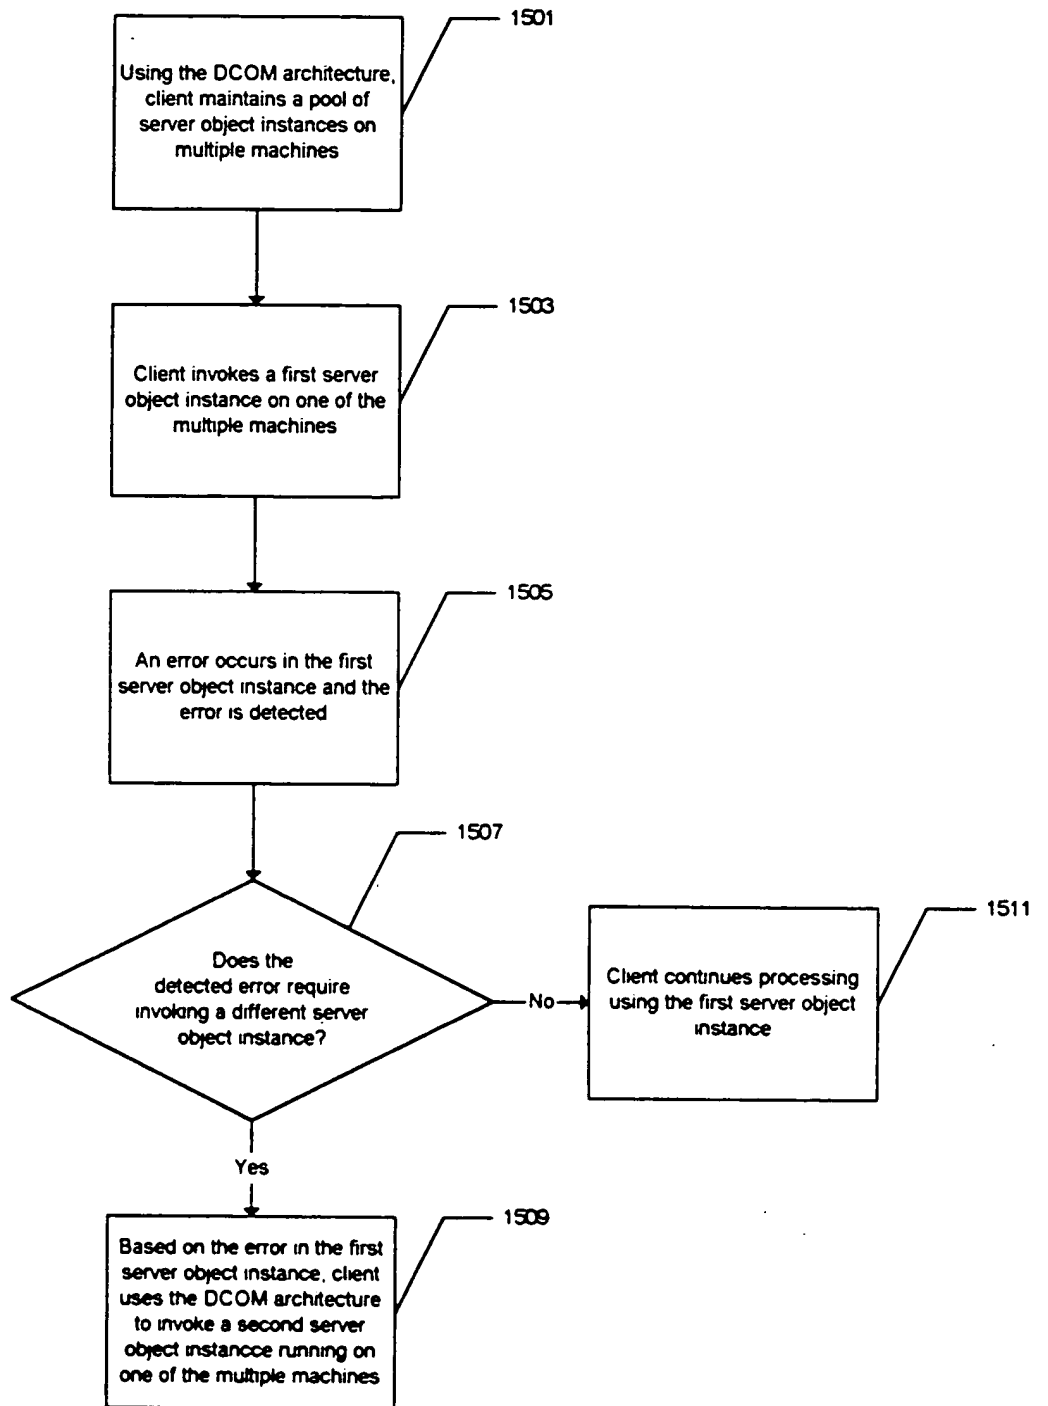 1501
Using the DCOM architecture,
client maintains a pool of
server object instances on
multiple machines
1503
Client invokes a first server
object instance on one of the
multiple machines
1505
An error occurs in the first
server object instance and the
error is detected
1507
Does the
detected error require
invoking a different server
object instance?
No
1511
Client continues processing
using the first server object
instance
Yes
1509
Based on the error in the first
server object instance, client
uses the DCOM architecture
to invoke a second server
object instancce running on
one of the multiple machines